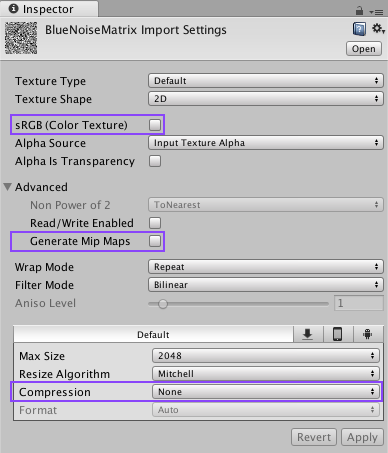 Inspector
BlueNoiseMatrix Import Settings
Open
Texture Type Default
Texture Shape 2D
sRGB (Color Texture)
Alpha Source Input Texture Alpha
Alpha Is Transparency
Advanced
Non Power of 2 ToNearest
Read/Write Enabled
Generate Mip Maps
Wrap Mode Repeat
Filter Mode Bilinear
Aniso Level 1
Default
Max Size 2048
Resize Algorithm Mitchell
Compression None
Format Auto
Revert Apply